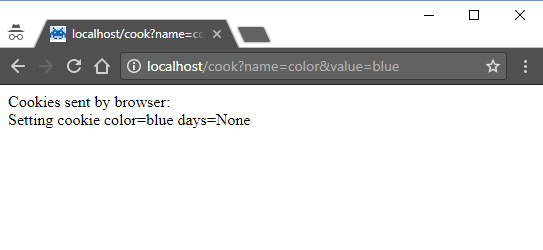 localhost/cook?name=co
localhost/cook?name=color&value=blue
Cookies sent by browser:
Setting cookie color=blue days=None